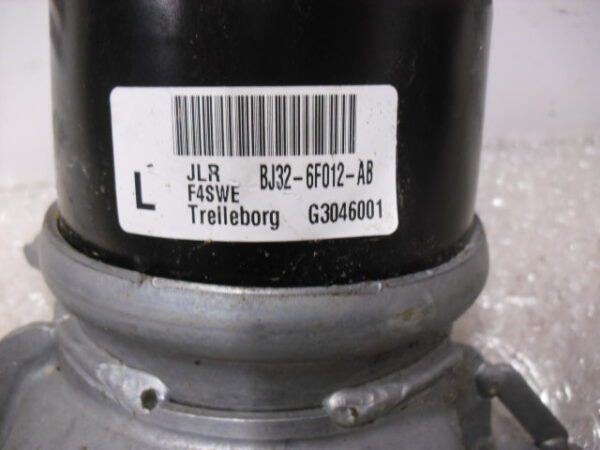 L
JLR BJ32-6F012-AB
F4SWE
Trelleborg G3046001